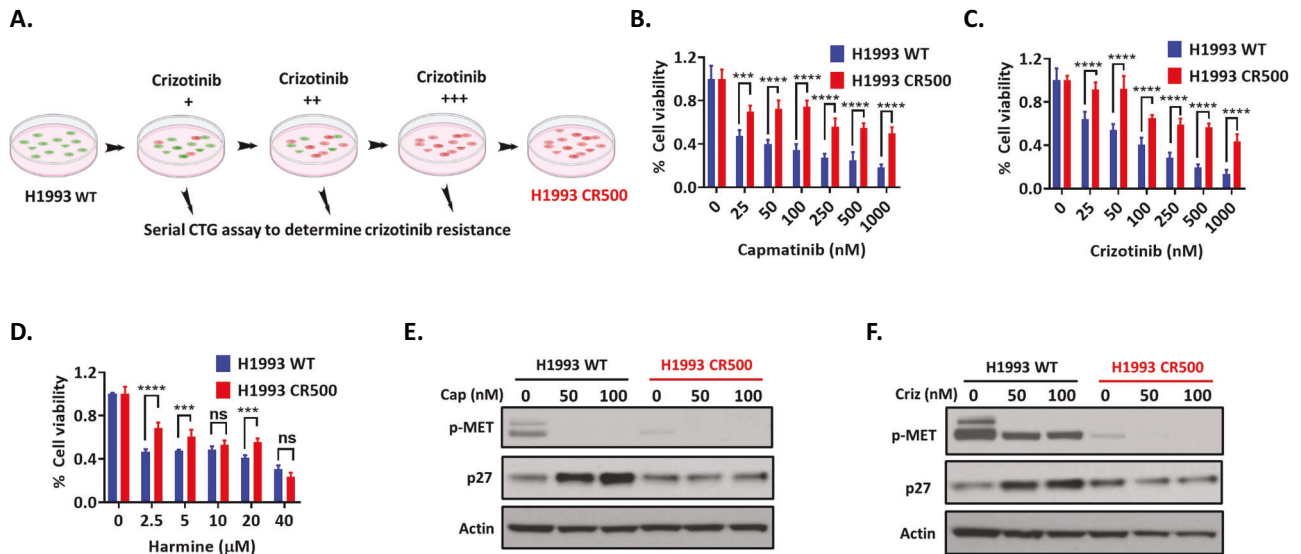 A.
Crizotinib
+
Crizotinib
++
Crizotinib
+++
H1993 WT
H1993 CR500
Serial CTG assay to determine crizotinib resistance
B.
H1993 WT
H1993 CR500
% Cell viability
1.2
0.8
0.4
0.0
*** **** **** **** **** ****
0 25 50 100 250 500 1000
Capmatinib (nM)
C.
H1993 WT
H1993 CR500
% Cell viability
1.2
0.8
0.4
0.0
**** **** **** **** **** ****
0 25 50 100 250 500 1000
Crizotinib (nM)
D.
H1993 WT
H1993 CR500
% Cell viability
1.2
0.8
0.4
0.0
**** *** ns *** ns
0 2.5 5 10 20 40
Harmine (μM)
E.
H1993 WT H1993 CR500
Cap (nM) 0 50 100 0 50 100
p-MET
p27
Actin
F.
H1993 WT H1993 CR500
Criz (nM) 0 50 100 0 50 100
p-MET
p27
Actin